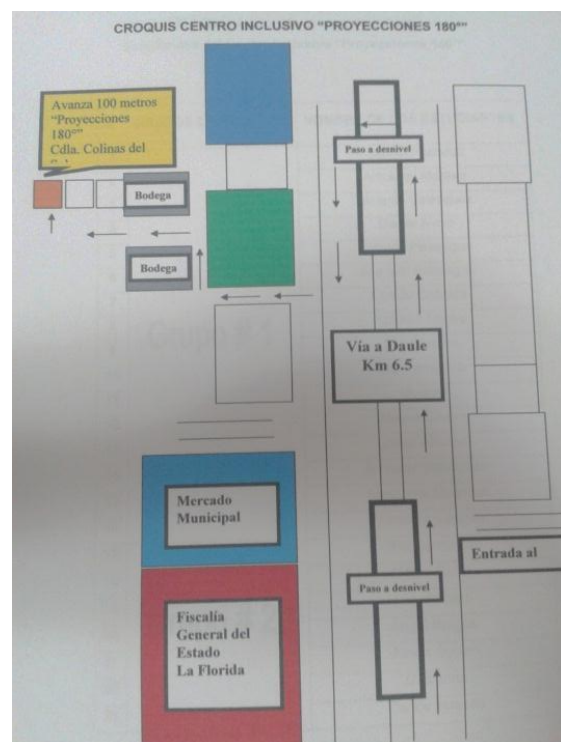 CROQUIS CENTRO INCLUSIVO “PROYECCIONES 180°”
Avanza 100 metros
“Proyecciones
180°”
Cdla. Colinas del
Paso a desnivel
Bodega
Bodega
Vía a Daule
Km 6.5
Mercado
Municipal
Entrada al
Paso a desnivel
Fiscalía
General del
Estado
La Florida